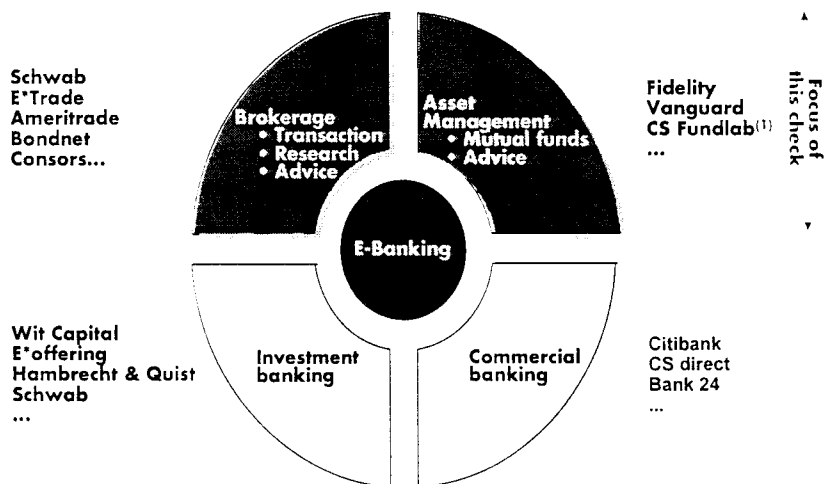 Schwab
E*Trade
Ameritrade
Bondnet
Consors...
Brokerage
• Transaction
• Research
• Advice
Asset
Management
• Mutual funds
• Advice
Fidelity
Vanguard
CS Fundlab(1)
...
Focus of
this check
E-Banking
Wit Capital
E*offering
Hambrecht & Quist
Schwab
...
Investment
banking
Commercial
banking
Citibank
CS direct
Bank 24
...